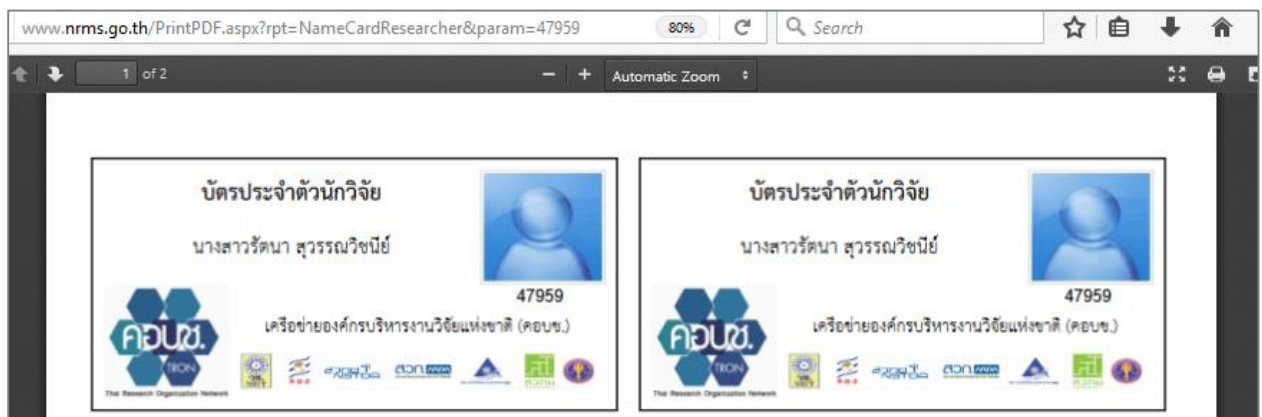 www.nrms.go.th/PrintPDF.aspx?rpt=NameCardResearcher&param=47959 80% Search
1 of 2 Automatic Zoom
บัตรประจำตัวนักวิจัย
นางสาวรัตนา สุวรรณวิชนีย์
47959
คอบช.
TRON
Thai Research Organization Network
เครือข่ายองค์กรบริหารงานวิจัยแห่งชาติ (คอบช.)
บัตรประจำตัวนักวิจัย
นางสาวรัตนา สุวรรณวิชนีย์
47959
คอบช.
TRON
Thai Research Organization Network
เครือข่ายองค์กรบริหารงานวิจัยแห่งชาติ (คอบช.)